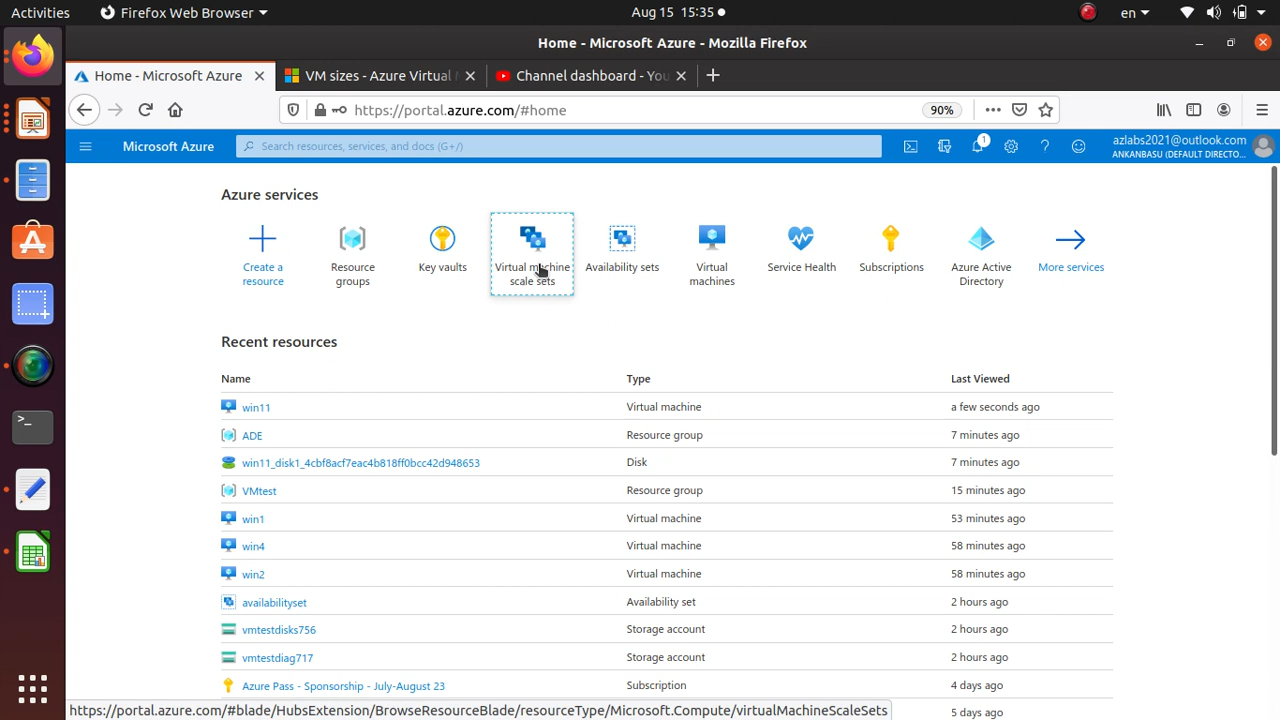 Activities
Firefox Web Browser
Aug 15 15:35
en
Home - Microsoft Azure - Mozilla Firefox
Home - Microsoft Azure
VM sizes - Azure Virtual
Channel dashboard - You
https://portal.azure.com/#home
90%
Microsoft Azure
Search resources, services, and docs (G+/)
1
azlabs2021@outlook.com
ANKANBASU (DEFAULT DIRECTO...
Azure services
Create a resource
Resource groups
Key vaults
Virtual machine scale sets
Availability sets
Virtual machines
Service Health
Subscriptions
Azure Active Directory
More services
Recent resources
Name Type Last Viewed
win11 Virtual machine a few seconds ago
ADE Resource group 7 minutes ago
win11_disk1_4cbf8acf7eac4b818ff0bcc42d948653 Disk 7 minutes ago
VMtest Resource group 15 minutes ago
win1 Virtual machine 53 minutes ago
win4 Virtual machine 58 minutes ago
win2 Virtual machine 58 minutes ago
availabilityset Availability set 2 hours ago
vmtestdisks756 Storage account 2 hours ago
vmtestdiag717 Storage account 2 hours ago
Azure Pass - Sponsorship - July-August 23 Subscription 4 days ago
5 days ago
https://portal.azure.com/#blade/HubsExtension/BrowseResourceBlade/resourceType/Microsoft.Compute/virtualMachineScaleSets